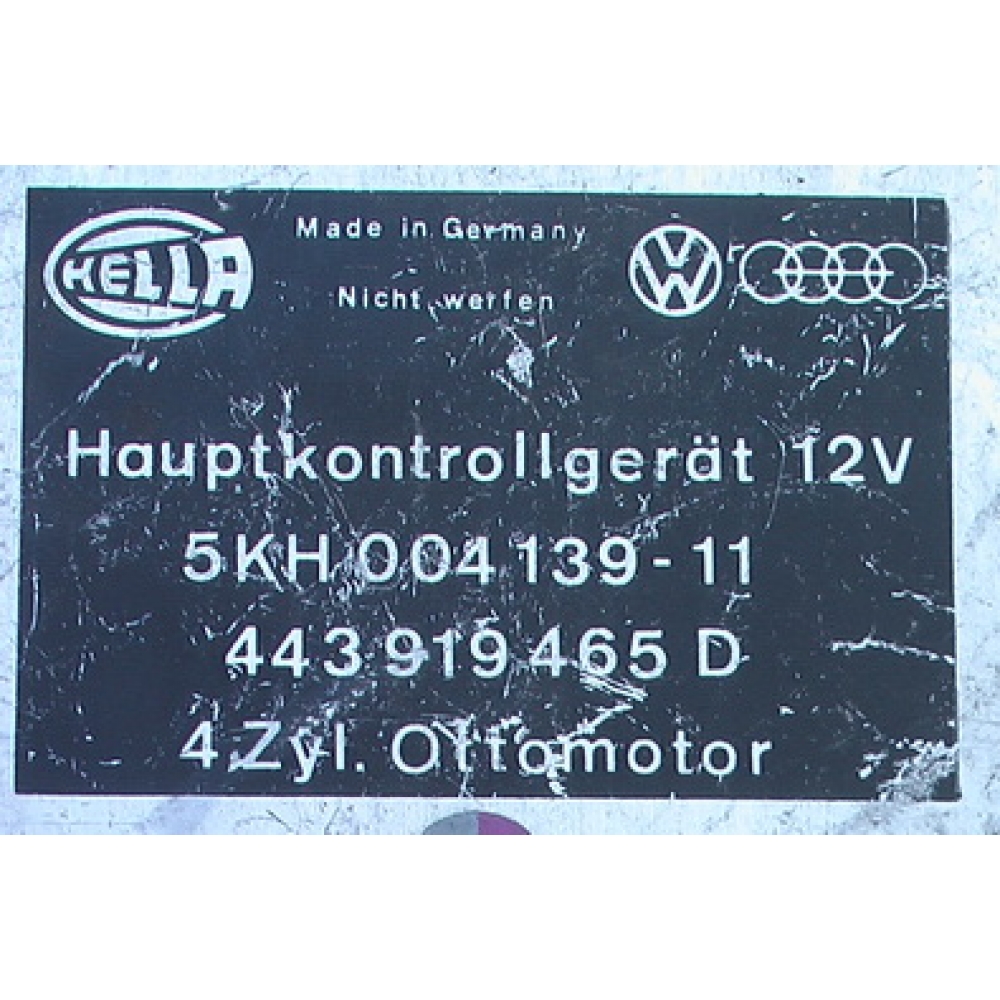 HELLA
Made in Germany
Nicht werfen
VW
Hauptkontrollgerät 12V
5KH 004 139-11
443 919 465 D
4 Zyl. Ottomotor